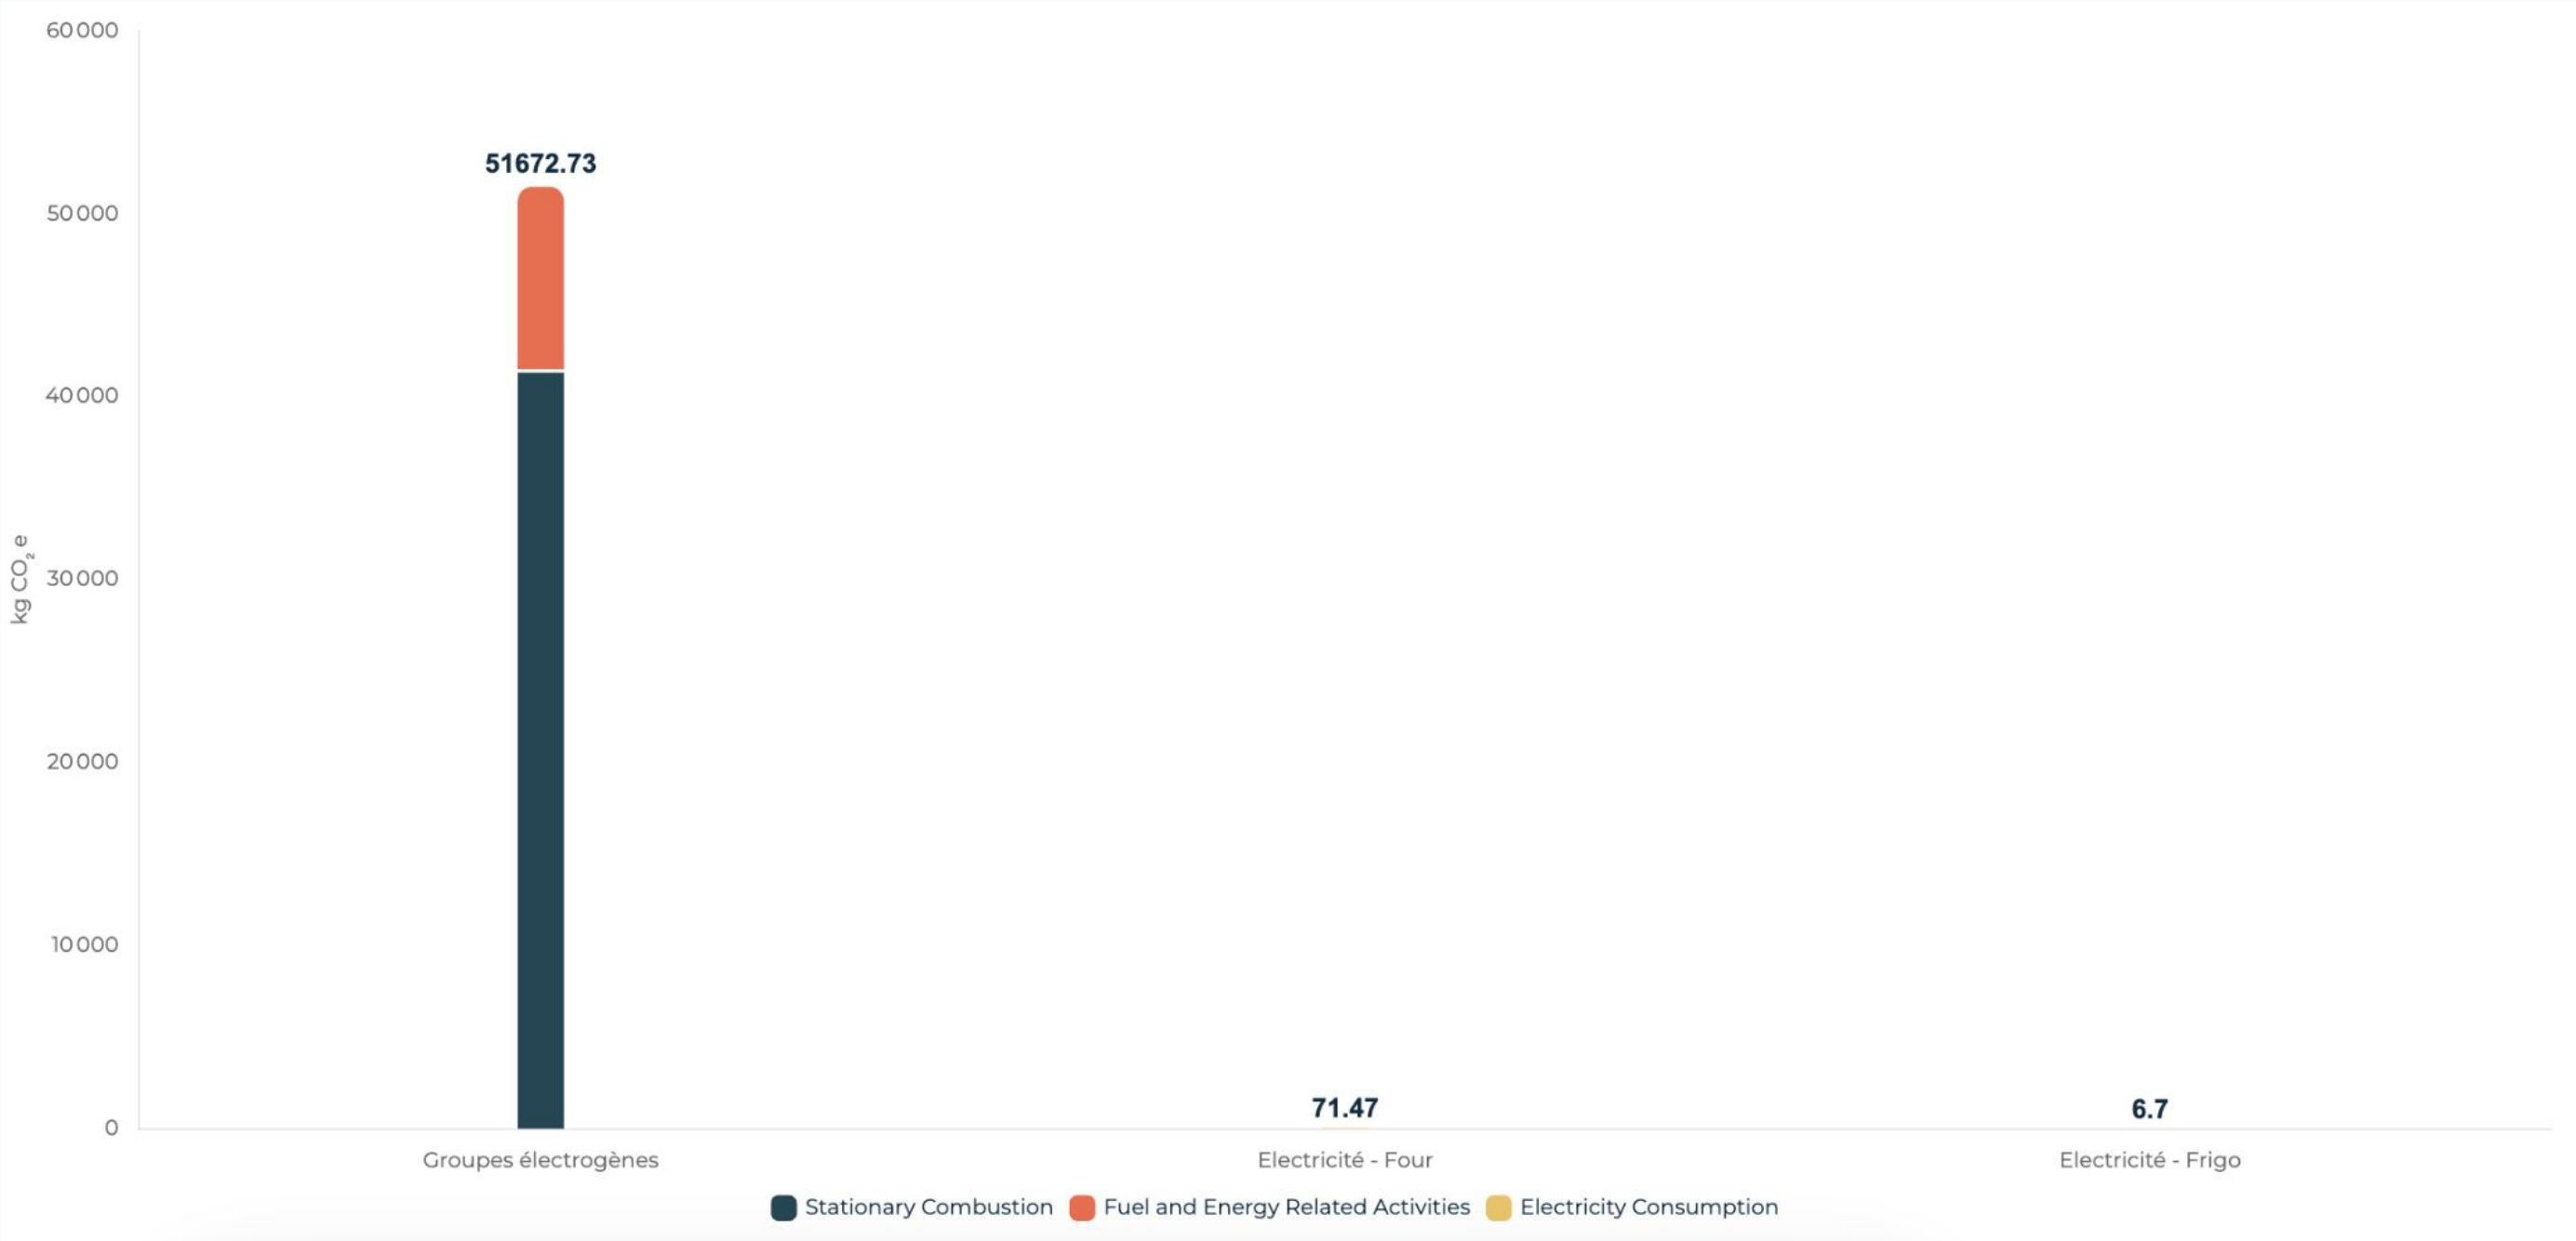 60 000
51672.73
50 000
40 000
kg CO₂ e
30 000
20 000
10 000
71.47
6.7
0
Groupes électrogènes
Electricité - Four
Electricité - Frigo
Stationary Combustion
Fuel and Energy Related Activities
Electricity Consumption